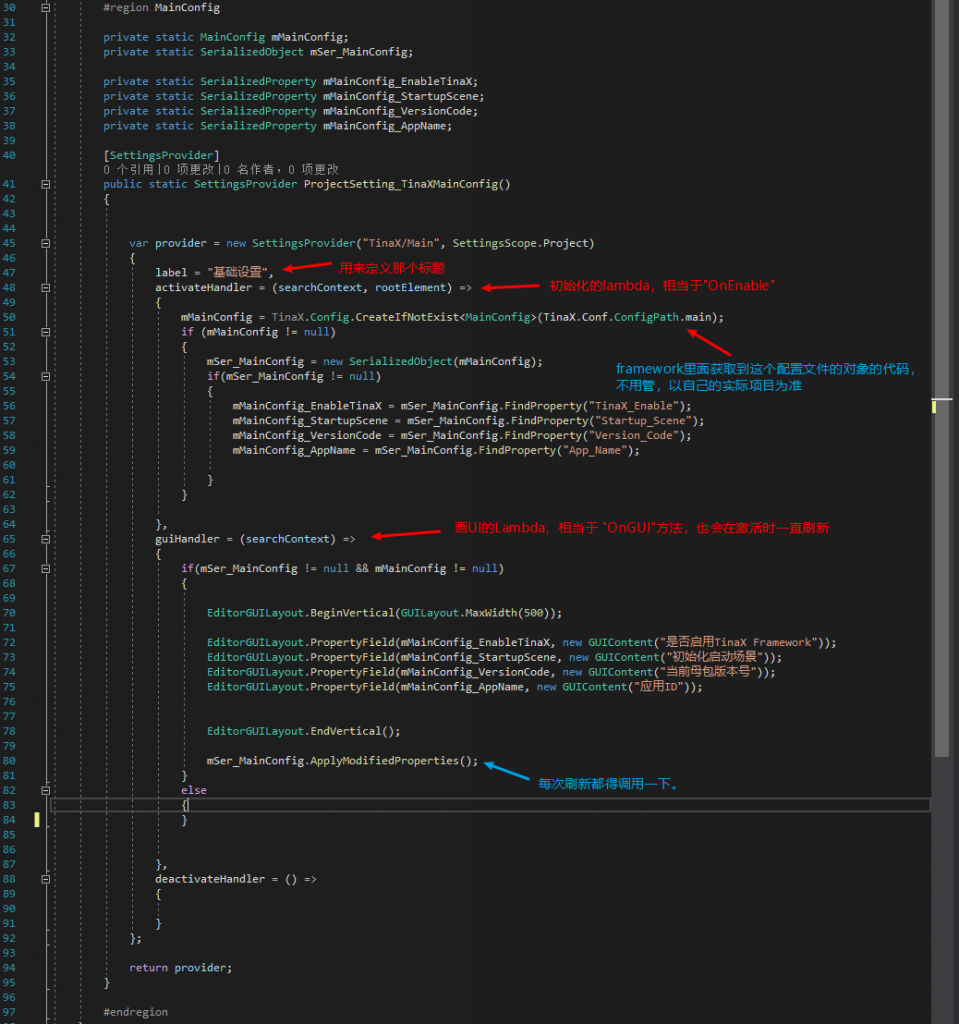 30 #region MainConfig
31
32 private static MainConfig mMainConfig;
33 private static SerializedObject mSer_MainConfig;
34
35 private static SerializedProperty mMainConfig_EnableTinaX;
36 private static SerializedProperty mMainConfig_StartupScene;
37 private static SerializedProperty mMainConfig_VersionCode;
38 private static SerializedProperty mMainConfig_AppName;
39
40 [SettingsProvider]
0 个引用|0 项更改|0 名作者，0 项更改
41 public static SettingsProvider ProjectSetting_TinaXMainConfig()
42 {
43
44
45 var provider = new SettingsProvider("TinaX/Main", SettingsScope.Project)
46 {
47 label = "基础设置", 用来定义那个标题
48 activateHandler = (searchContext, rootElement) => 初始化的lambda，相当于"OnEnable"
49 {
50 mMainConfig = TinaX.Config.CreateIfNotExist<MainConfig>(TinaX.Conf.ConfigPath.main);
51 if (mMainConfig != null)
52 {
53 mSer_MainConfig = new SerializedObject(mMainConfig);
framework里面获取到这个配置文件的对象的代码，
54 if(mSer_MainConfig != null)
不用管，以自己的实际项目为准
55 {
56 mMainConfig_EnableTinaX = mSer_MainConfig.FindProperty("TinaX_Enable");
57 mMainConfig_StartupScene = mSer_MainConfig.FindProperty("Startup_Scene");
58 mMainConfig_VersionCode = mSer_MainConfig.FindProperty("Version_Code");
59 mMainConfig_AppName = mSer_MainConfig.FindProperty("App_Name");
60
61 }
62 }
63
64 },
65 guiHandler = (searchContext) => 画UI的Lambda，相当于 "OnGUI"方法，也会在激活时一直刷新
66 {
67 if(mSer_MainConfig != null && mMainConfig != null)
68 {
69
70 EditorGUILayout.BeginVertical(GUILayout.MaxWidth(500));
71
72 EditorGUILayout.PropertyField(mMainConfig_EnableTinaX, new GUIContent("是否启用TinaX Framework"));
73 EditorGUILayout.PropertyField(mMainConfig_StartupScene, new GUIContent("初始化启动场景"));
74 EditorGUILayout.PropertyField(mMainConfig_VersionCode, new GUIContent("当前母包版本号"));
75 EditorGUILayout.PropertyField(mMainConfig_AppName, new GUIContent("应用ID"));
76
77
78 EditorGUILayout.EndVertical();
79
80 mSer_MainConfig.ApplyModifiedProperties();
81 } 每次刷新都得调用一下。
82 else
83 {
84 }
85
86
87 },
88 deactivateHandler = () =>
89 {
90
91 }
92 };
93
94 return provider;
95 }
96
97 #endregion